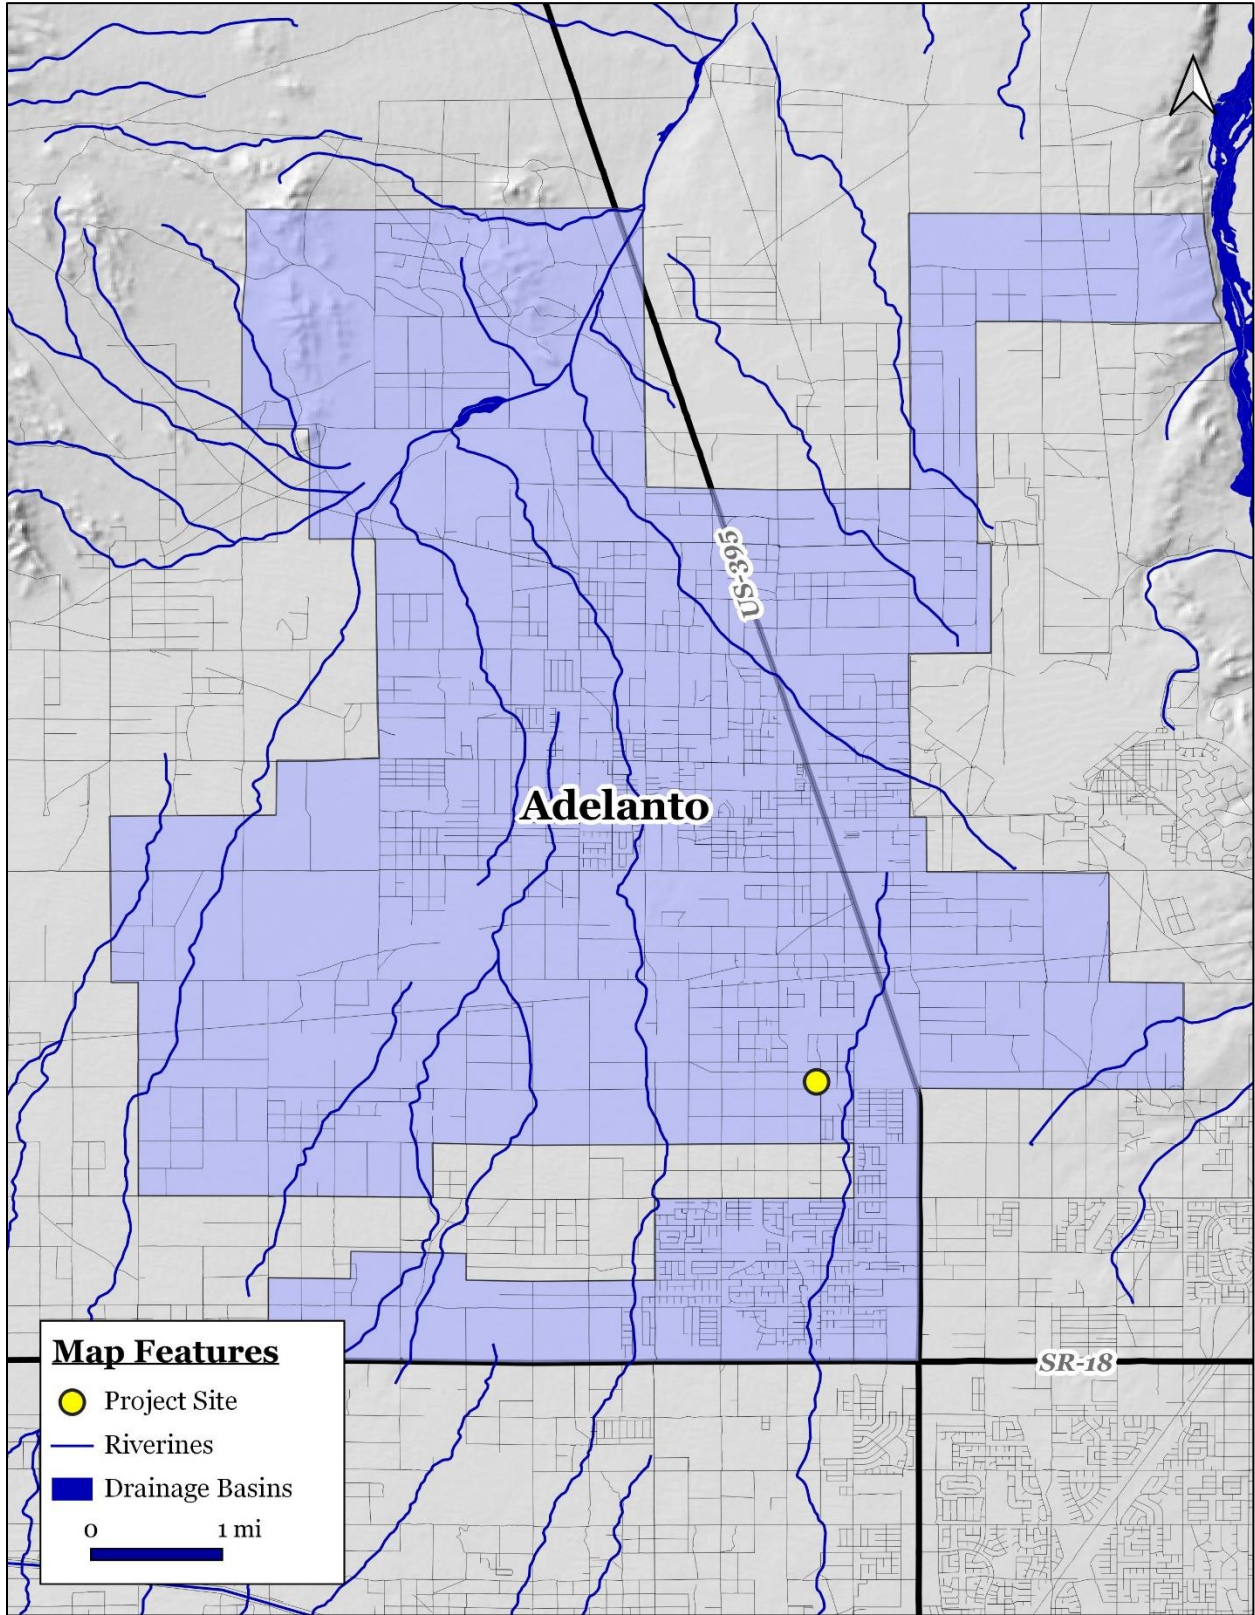 US-395
Adelanto
SR-18
Map Features
Project Site
Riverines
Drainage Basins
0 1 mi